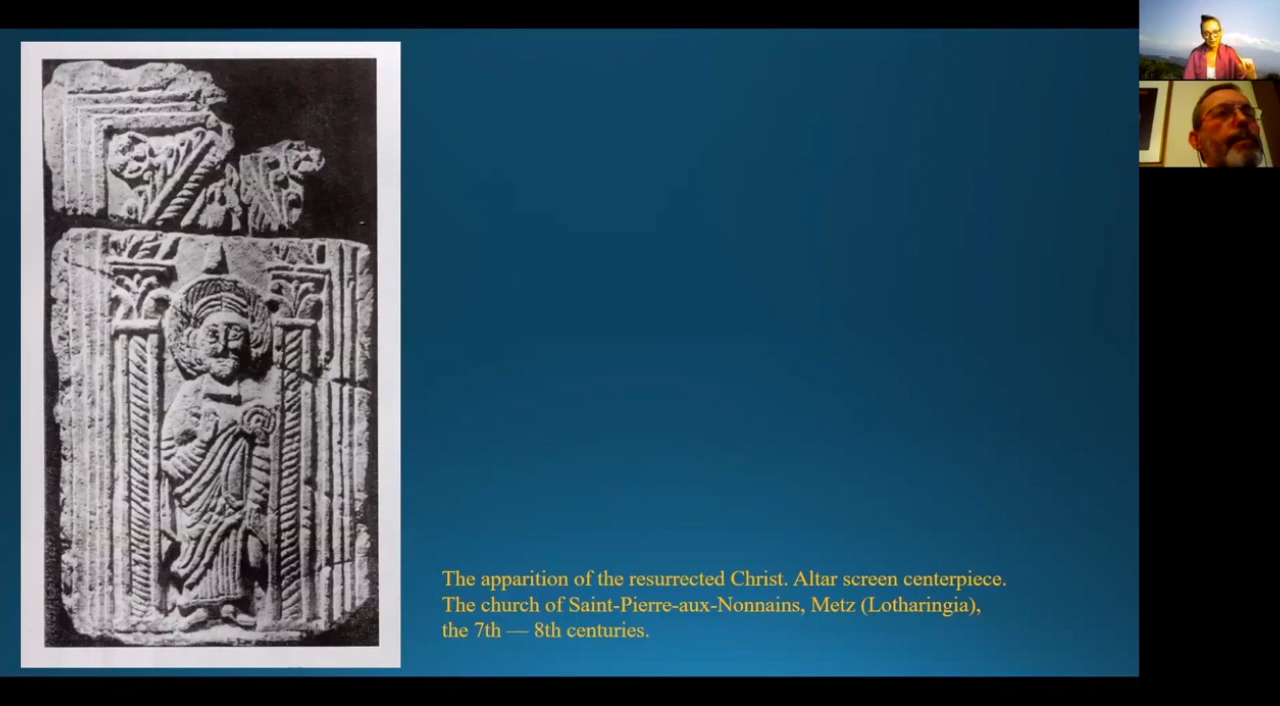 The apparition of the resurrected Christ. Altar screen centerpiece.
The church of Saint-Pierre-aux-Nonnains, Metz (Lotharingia),
the 7th — 8th centuries.